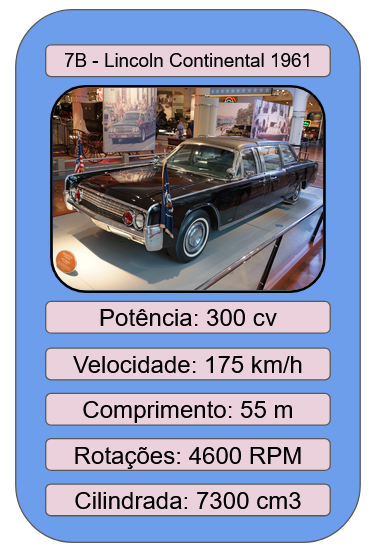 7B - Lincoln Continental 1961
Potência: 300 cv
Velocidade: 175 km/h
Comprimento: 55 m
Rotações: 4600 RPM
Cilindrada: 7300 cm3